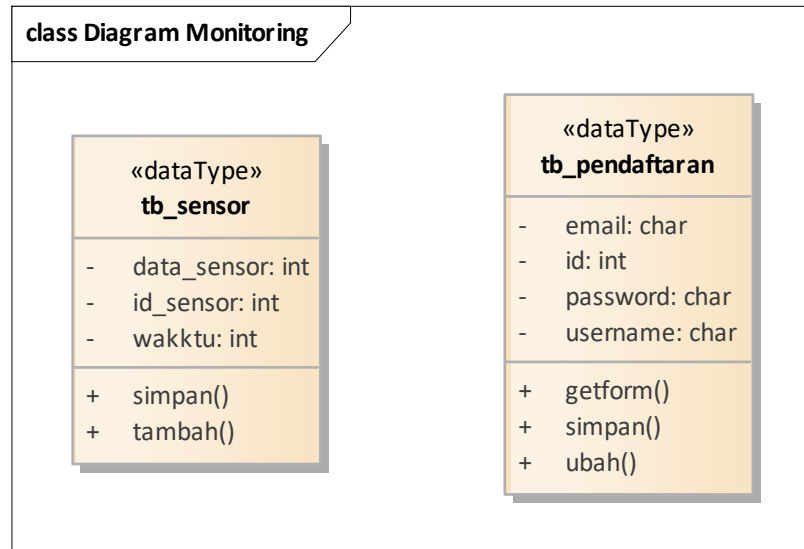 class Diagram Monitoring
«dataType»
tb_sensor
- data_sensor: int
- id_sensor: int
- wakktu: int
+ simpan()
+ tambah()
«dataType»
tb_pendaftaran
- email: char
- id: int
- password: char
- username: char
+ getform()
+ simpan()
+ ubah()